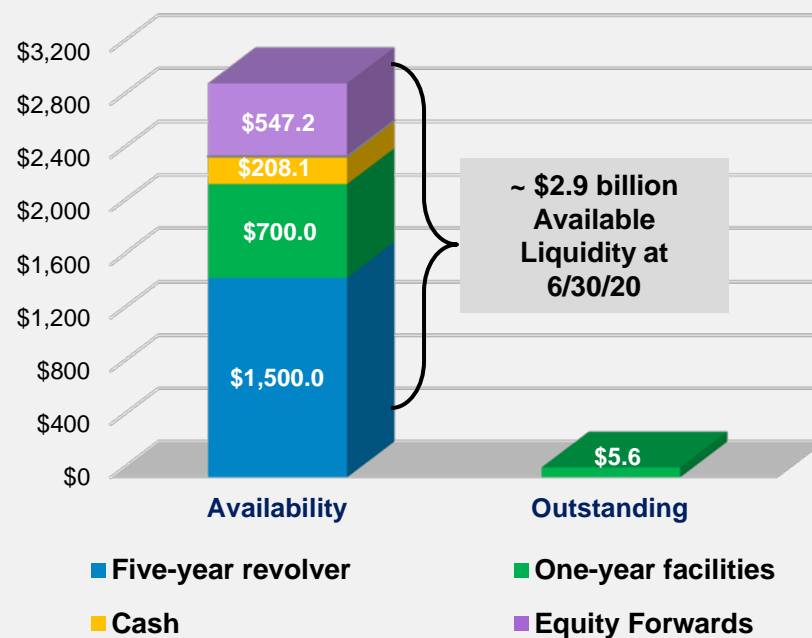 $3,200
$2,800
$2,400
$2,000
$1,600
$1,200
$800
$400
$0
$547.2
$208.1
$700.0
$1,500.0
~ $2.9 billion
Available
Liquidity at
6/30/20
$5.6
Availability
Outstanding
Five-year revolver
One-year facilities
Cash
Equity Forwards